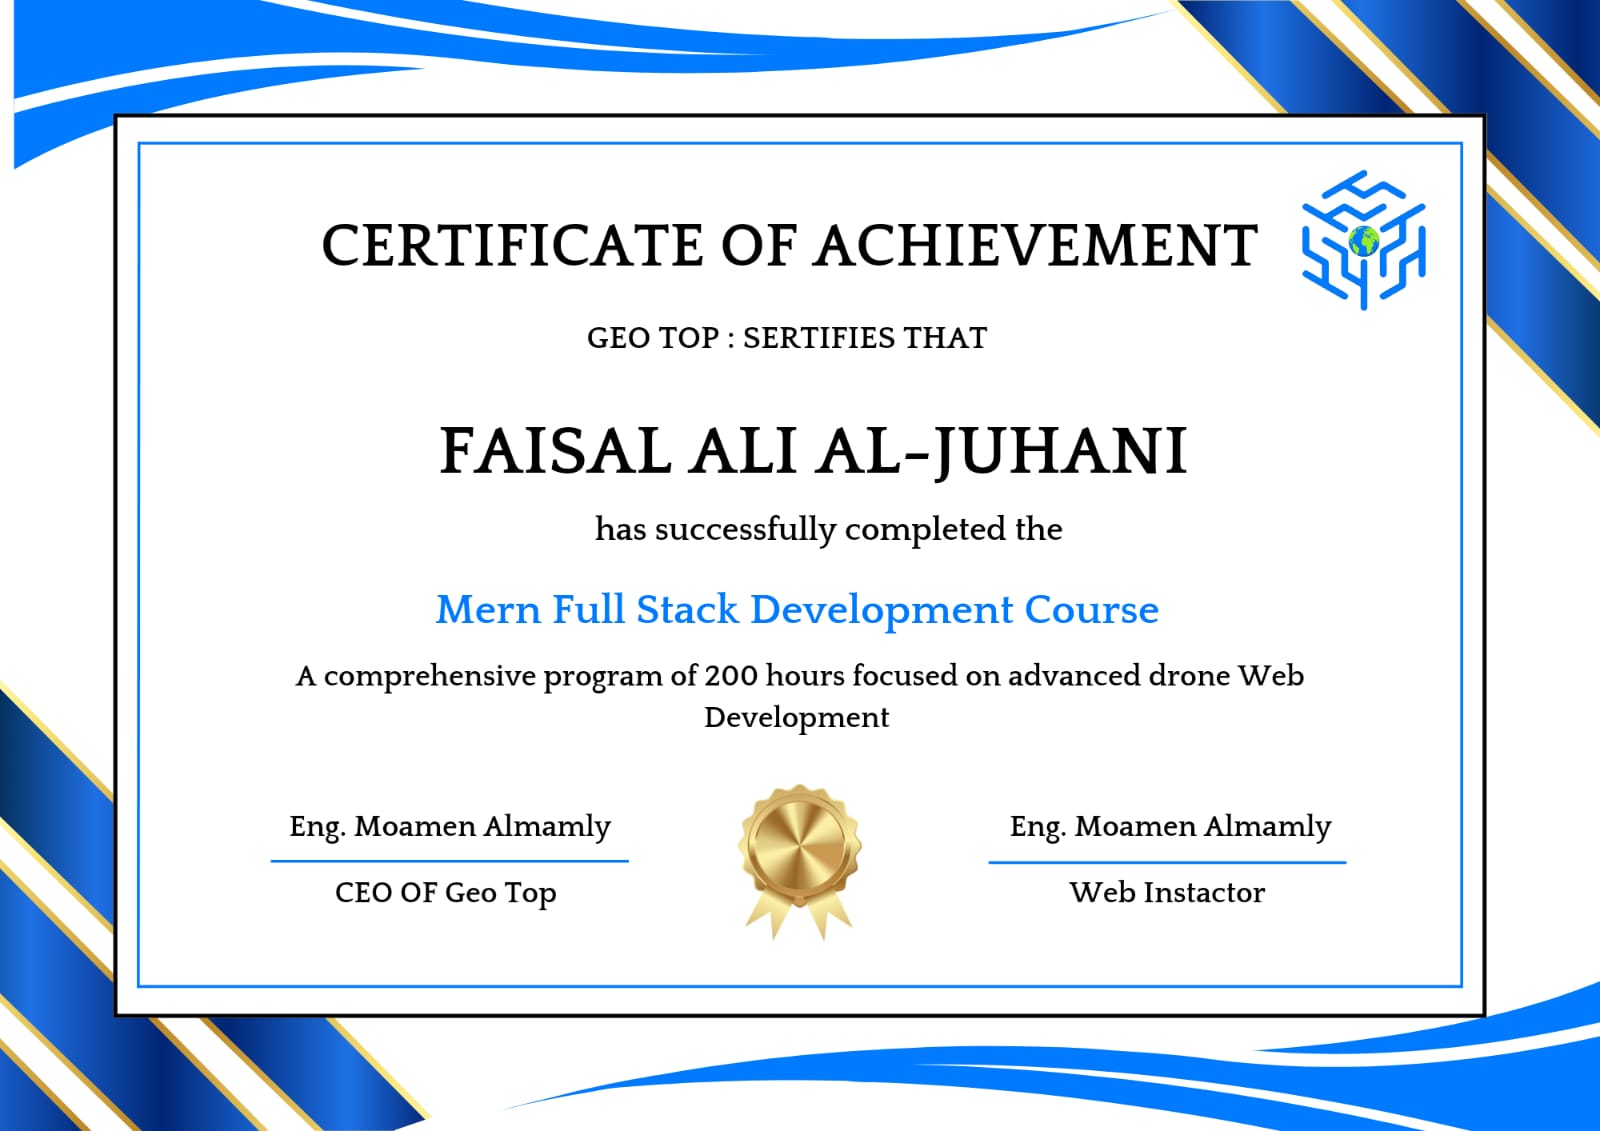 CERTIFICATE OF ACHIEVEMENT
GEO TOP : SERTIFIES THAT
FAISAL ALI AL-JUHANI
has successfully completed the
Mern Full Stack Development Course
A comprehensive program of 200 hours focused on advanced drone Web
Development
Eng. Moamen Almamly
CEO OF Geo Top
Eng. Moamen Almamly
Web Instactor